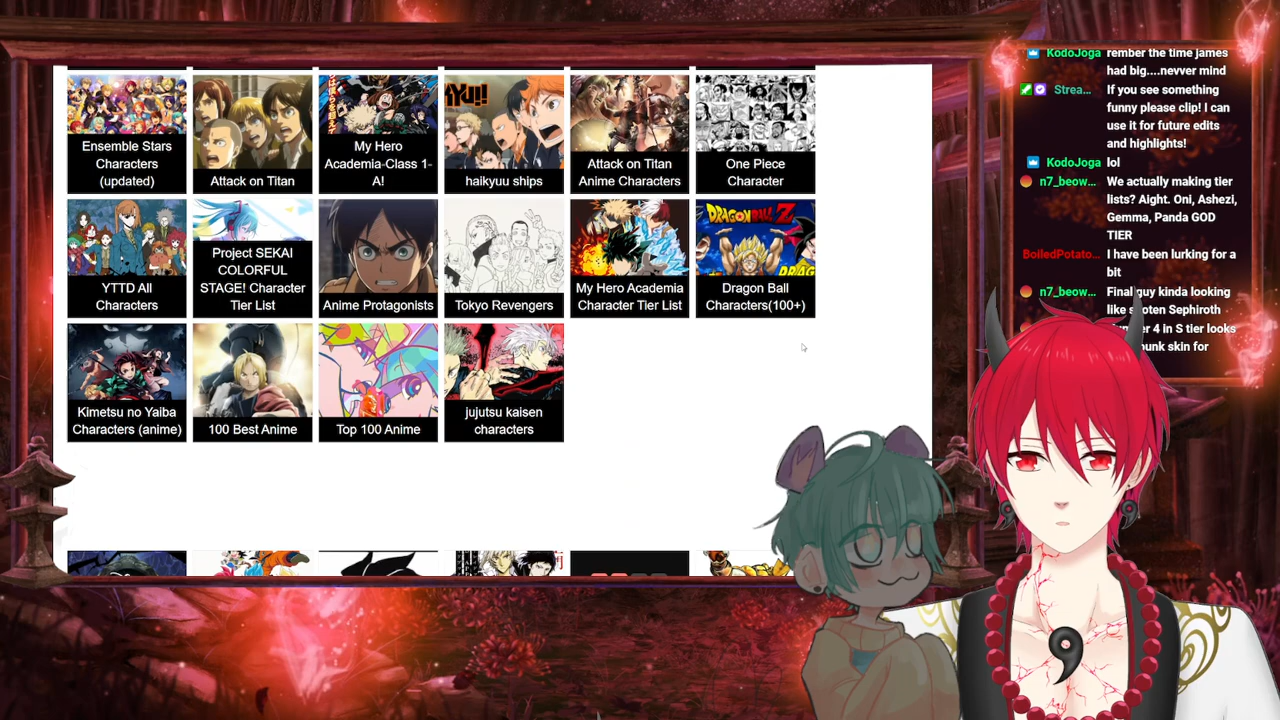 Ensemble Stars
Characters
(updated)
Attack on Titan
My Hero
Academia-Class 1-
A!
YU!!
haikyuu ships
Attack on Titan
Anime Characters
One Piece
Character
YTTD All
Characters
Project SEKAI
COLORFUL
STAGE! Character
Tier List
Anime Protagonists
Tokyo Revengers
My Hero Academia
Character Tier List
DRAGONBALL Z
Dragon Ball
Characters(100+)
Kimetsu no Yaiba
Characters (anime)
100 Best Anime
Top 100 Anime
jujutsu kaisen
characters
KodoJoga rember the time james
had big....nevver mind
Strea... If you see something
funny please clip! I can
use it for future edits
and highlights!
KodoJoga lol
n7_beow... We actually making tier
lists? Aight. Oni, Ashezi,
Gemma, Panda GOD
TIER
BoiledPotato... I have been lurking for a
bit
n7_beow... Final guy kinda looking
like Sephiroth
4 in S tier looks
skin for